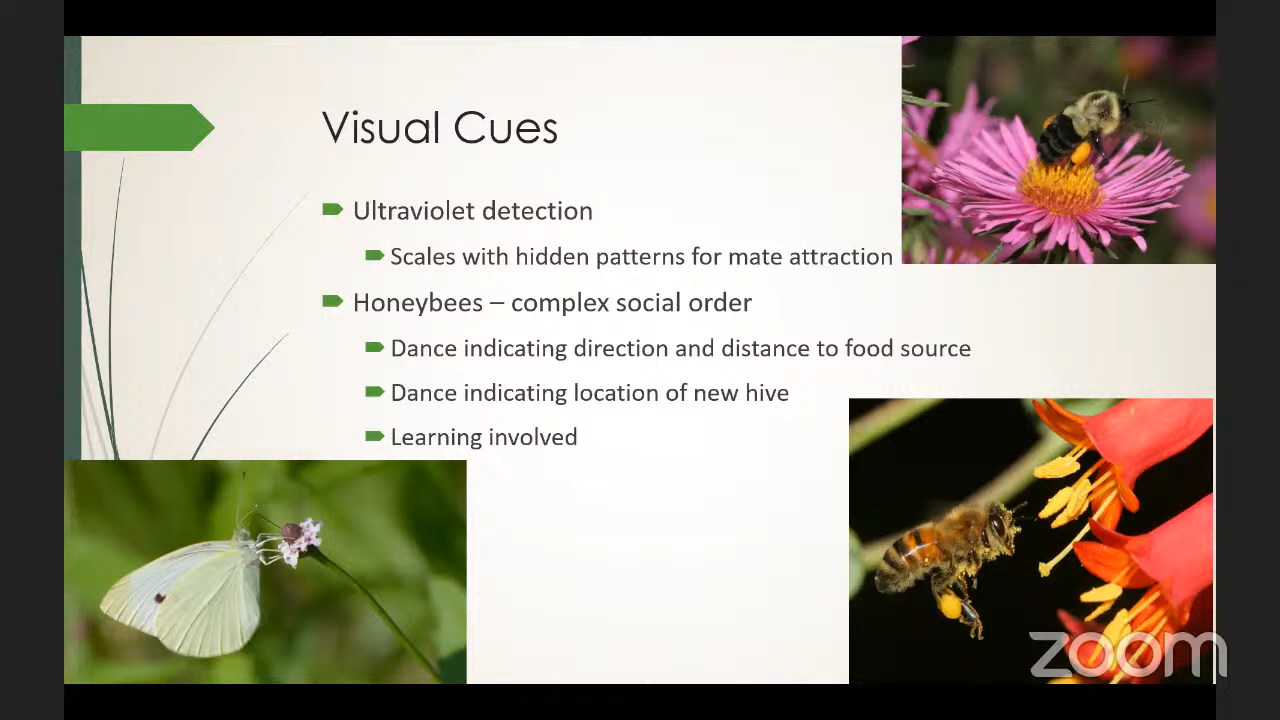 Visual Cues
Ultraviolet detection
Scales with hidden patterns for mate attraction
Honeybees – complex social order
Dance indicating direction and distance to food source
Dance indicating location of new hive
Learning involved
zoom